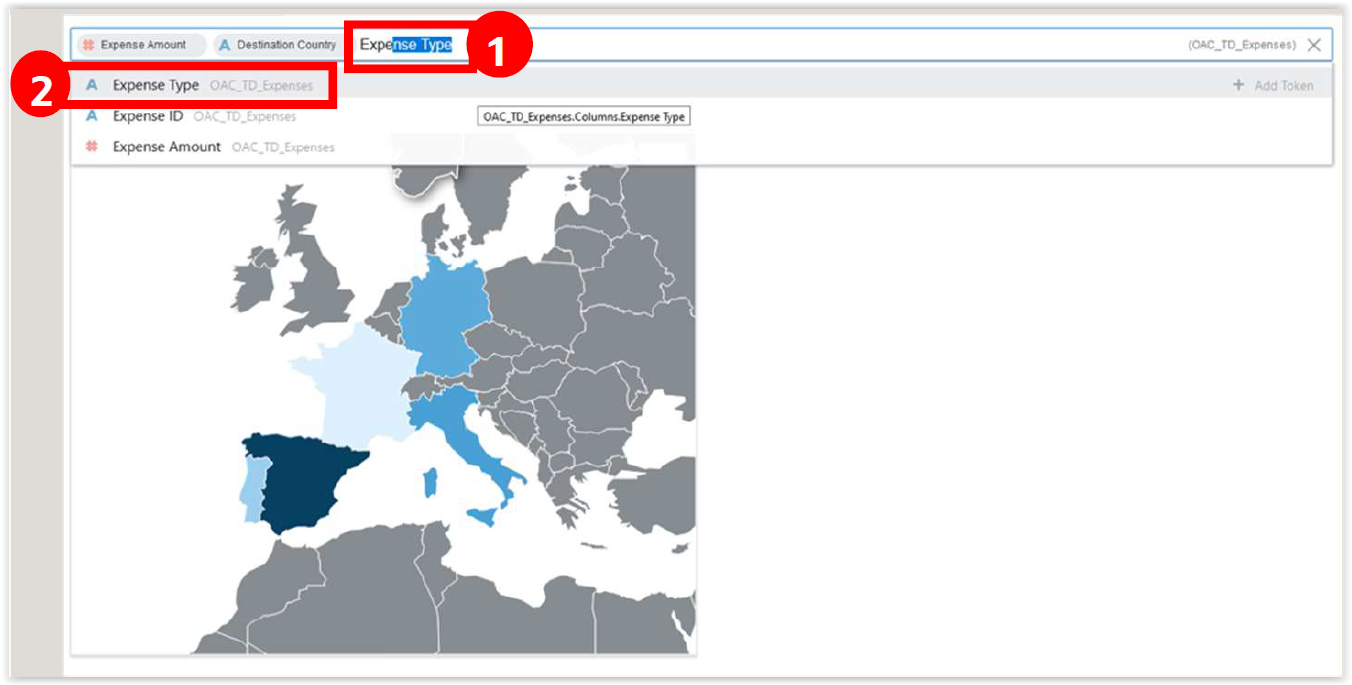 # Expense Amount A Destination Country Expense Type (OAC_TD_Expenses) X
1
2
A Expense Type OAC_TD_Expenses + Add Token
A Expense ID OAC_TD_Expenses
OAC_TD_Expenses.Columns.Expense Type
# Expense Amount OAC_TD_Expenses